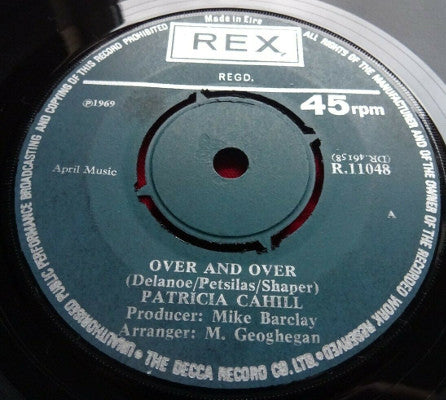 Made in Eire
REX
REGD.
℗1969
45rpm
(DR.46158)
R.11048
April Music
A
OVER AND OVER
(Delanoe/Petsilas/Shaper)
PATRICIA CAHILL
Producer: Mike Barclay
Arranger: M. Geoghegan
ALL RIGHTS OF THE MANUFACTURER AND OF THE OWNER OF THE RECORDED WORK RESERVED
THE DECCA RECORD CO. LTD.
UNAUTHORISED PUBLIC PERFORMANCE BROADCASTING AND COPYING OF THIS RECORD PROHIBITED